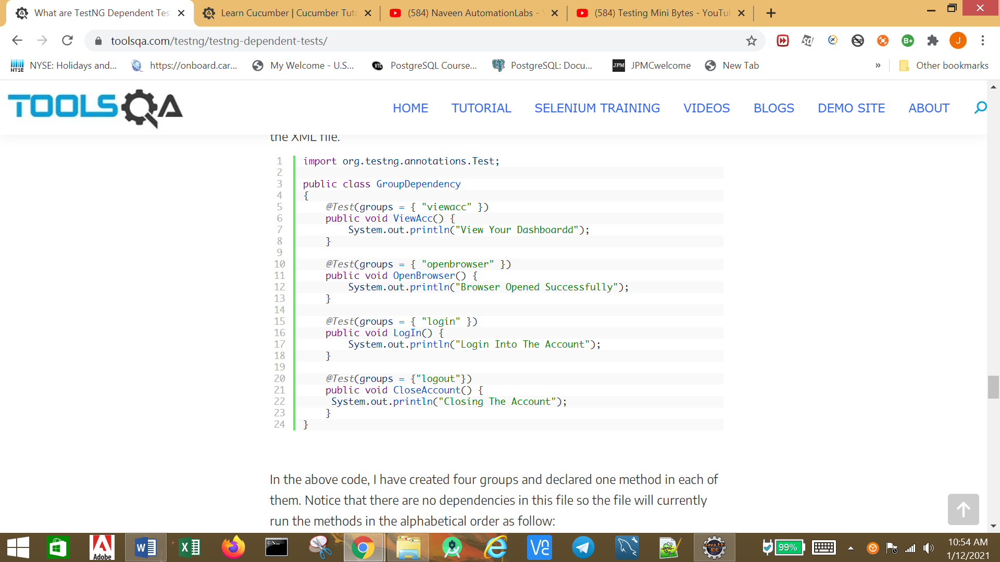 What are TestNG Dependent Tes
Learn Cucumber | Cucumber Tuto
(584) Naveen AutomationLabs -
(584) Testing Mini Bytes - YouTub
toolsqa.com/testng/testng-dependent-tests/
B+
J
NYSE: Holidays and...
https://onboard.car...
My Welcome - U.S...
PostgreSQL Course...
PostgreSQL: Docu...
JPM
JPMCwelcome
New Tab
»
Other bookmarks
TOOLSQA
HOME
TUTORIAL
SELENIUM TRAINING
VIDEOS
BLOGS
DEMO SITE
ABOUT
the XML file.
1 import org.testng.annotations.Test;
2
3 public class GroupDependency
4 {
5 @Test(groups = { "viewacc" })
6 public void ViewAcc() {
7 System.out.println("View Your Dashboardd");
8 }
9
10 @Test(groups = { "openbrowser" })
11 public void OpenBrowser() {
12 System.out.println("Browser Opened Successfully");
13 }
14
15 @Test(groups = { "login" })
16 public void LogIn() {
17 System.out.println("Login Into The Account");
18 }
19
20 @Test(groups = {"logout"})
21 public void CloseAccount() {
22 System.out.println("Closing The Account");
23 }
24 }
In the above code, I have created four groups and declared one method in each of
them. Notice that there are no dependencies in this file so the file will currently
run the methods in the alphabetical order as follow:
Adobe
Java EE
IDE
99%
10:54 AM
1/12/2021